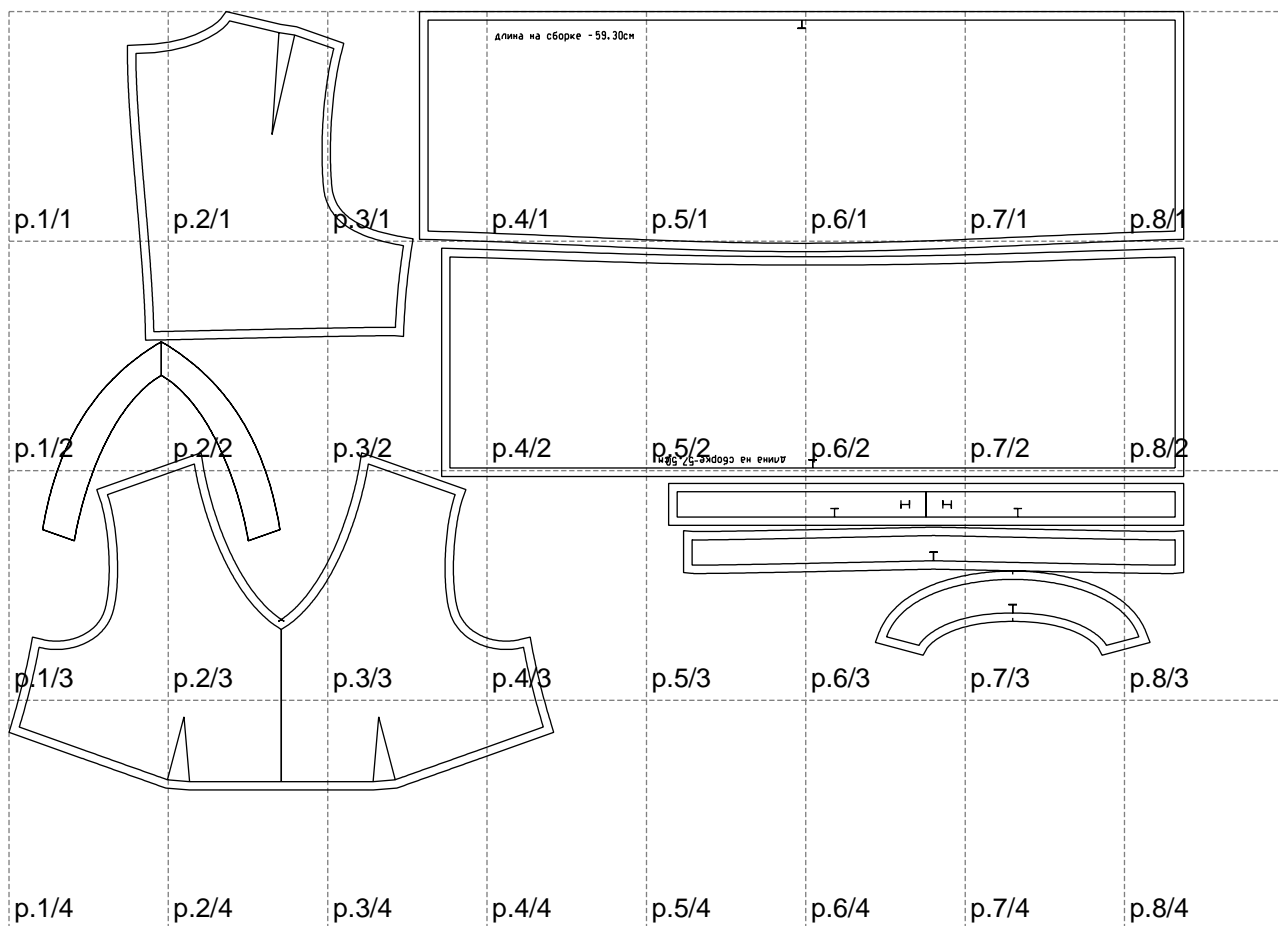 длина на сборке -59.30см
p.1/1 p.2/1 p.3/1 p.4/1 p.5/1 p.6/1 p.7/1 p.8/1
p.1/2 p.2/2 p.3/2 p.4/2 p.5/2 p.6/2 p.7/2 p.8/2
длина на сборке-57.50см
p.1/3 p.2/3 p.3/3 p.4/3 p.5/3 p.6/3 p.7/3 p.8/3
p.1/4 p.2/4 p.3/4 p.4/4 p.5/4 p.6/4 p.7/4 p.8/4